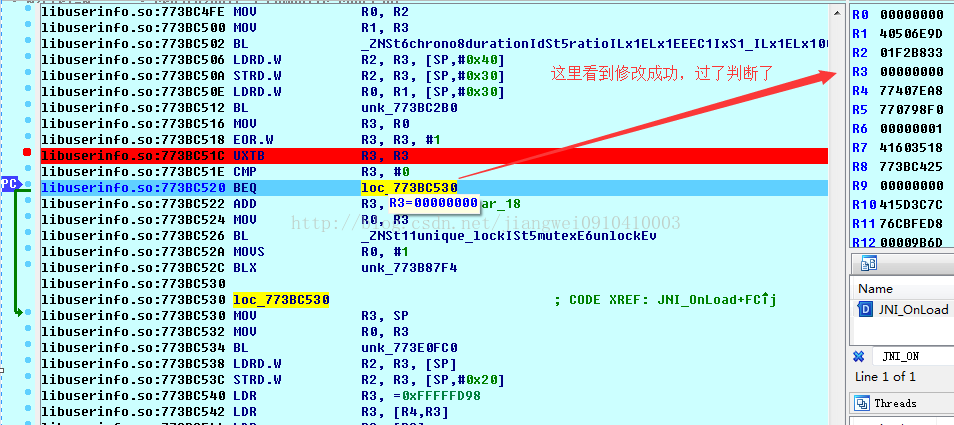 libuserinfo.so:773BC4FE MOV R0, R2
libuserinfo.so:773BC500 MOV R1, R3
libuserinfo.so:773BC502 BL
libuserinfo.so:773BC506 LDRD.W R2, R3, [SP,#0x40]
libuserinfo.so:773BC50A STRD.W R2, R3, [SP,#0x30]
libuserinfo.so:773BC50E LDRD.W R0, R1, [SP,#0x30]
libuserinfo.so:773BC512 BL unk_773BC2B0
libuserinfo.so:773BC516 MOV R3, R0
libuserinfo.so:773BC518 EOR.W R3, R3, #1
libuserinfo.so:773BC51C UXTB R3, R3
libuserinfo.so:773BC51E CMP R3, #0
PC libuserinfo.so:773BC520 BEQ loc_773BC530
libuserinfo.so:773BC522 ADD R3, R3=00000000 ar_18
libuserinfo.so:773BC524 MOV R0, R3
libuserinfo.so:773BC526 BL _ZNSt11unique_lockISt5mutexE6unlockEv
libuserinfo.so:773BC52A MOVS R0, #1
libuserinfo.so:773BC52C BLX unk_773B87F4
libuserinfo.so:773BC530
libuserinfo.so:773BC530 loc_773BC530 ; CODE XREF: JNI_OnLoad+FC↑j
libuserinfo.so:773BC530 MOV R3, SP
libuserinfo.so:773BC532 MOV R0, R3
libuserinfo.so:773BC534 BL unk_773E0FC0
libuserinfo.so:773BC538 LDRD.W R2, R3, [SP]
libuserinfo.so:773BC53C STRD.W R2, R3, [SP,#0x20]
libuserinfo.so:773BC540 LDR R3, =0xFFFFFD98
libuserinfo.so:773BC542 LDR R3, [R4,R3]
这里看到修改成功，过了判断了
http://blog.csdn.net/jiangwei0910410003
R0 00000000
R1 40506E9D
R2 01F2B833
R3 00000000
R4 77407EA8
R5 770798F0
R6 00000001
R7 41603518
R8 773BC425
R9 00000000
R10 415D3C7C
R11 76CBFED8
R12 00009B6D
Name
JNI_OnLoad
JNI_ON
Line 1 of 1
Threads